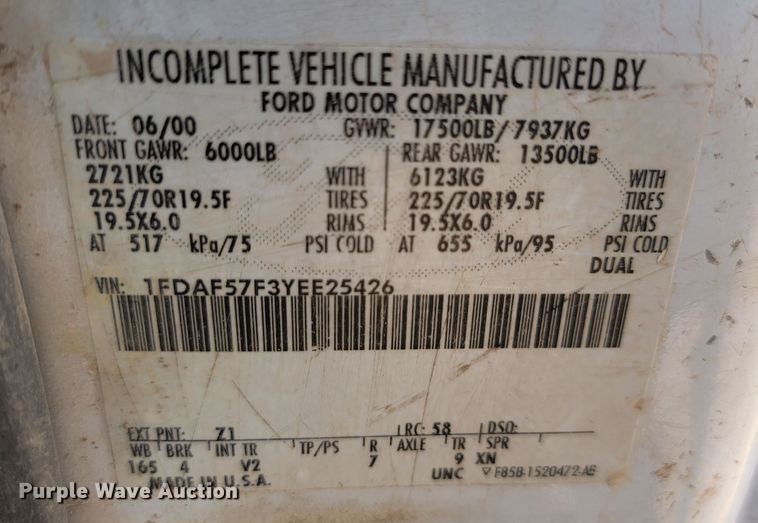 INCOMPLETE VEHICLE MANUFACTURED BY
FORD MOTOR COMPANY
DATE: 06/00 GVWR: 17500LB/7937KG
FRONT GAWR: 6000LB REAR GAWR: 13500LB
2721KG WITH 6123KG WITH
225/70R19.5F TIRES 225/70R19.5F TIRES
19.5X6.0 RIMS 19.5X6.0 RIMS
AT 517 kPa/75 PSI COLD AT 655 kPa/95 PSI COLD
DUAL
VIN: 1FDAF57F3YEE25426
EXT PNT: Z1 RC: 58 DSO:
WB BRK INT TR TP/PS R AXLE TR SPR
165 4 V2 7 9 XN
MADE IN U.S.A. UNC F85B-1520472-AB
Purple Wave Auction